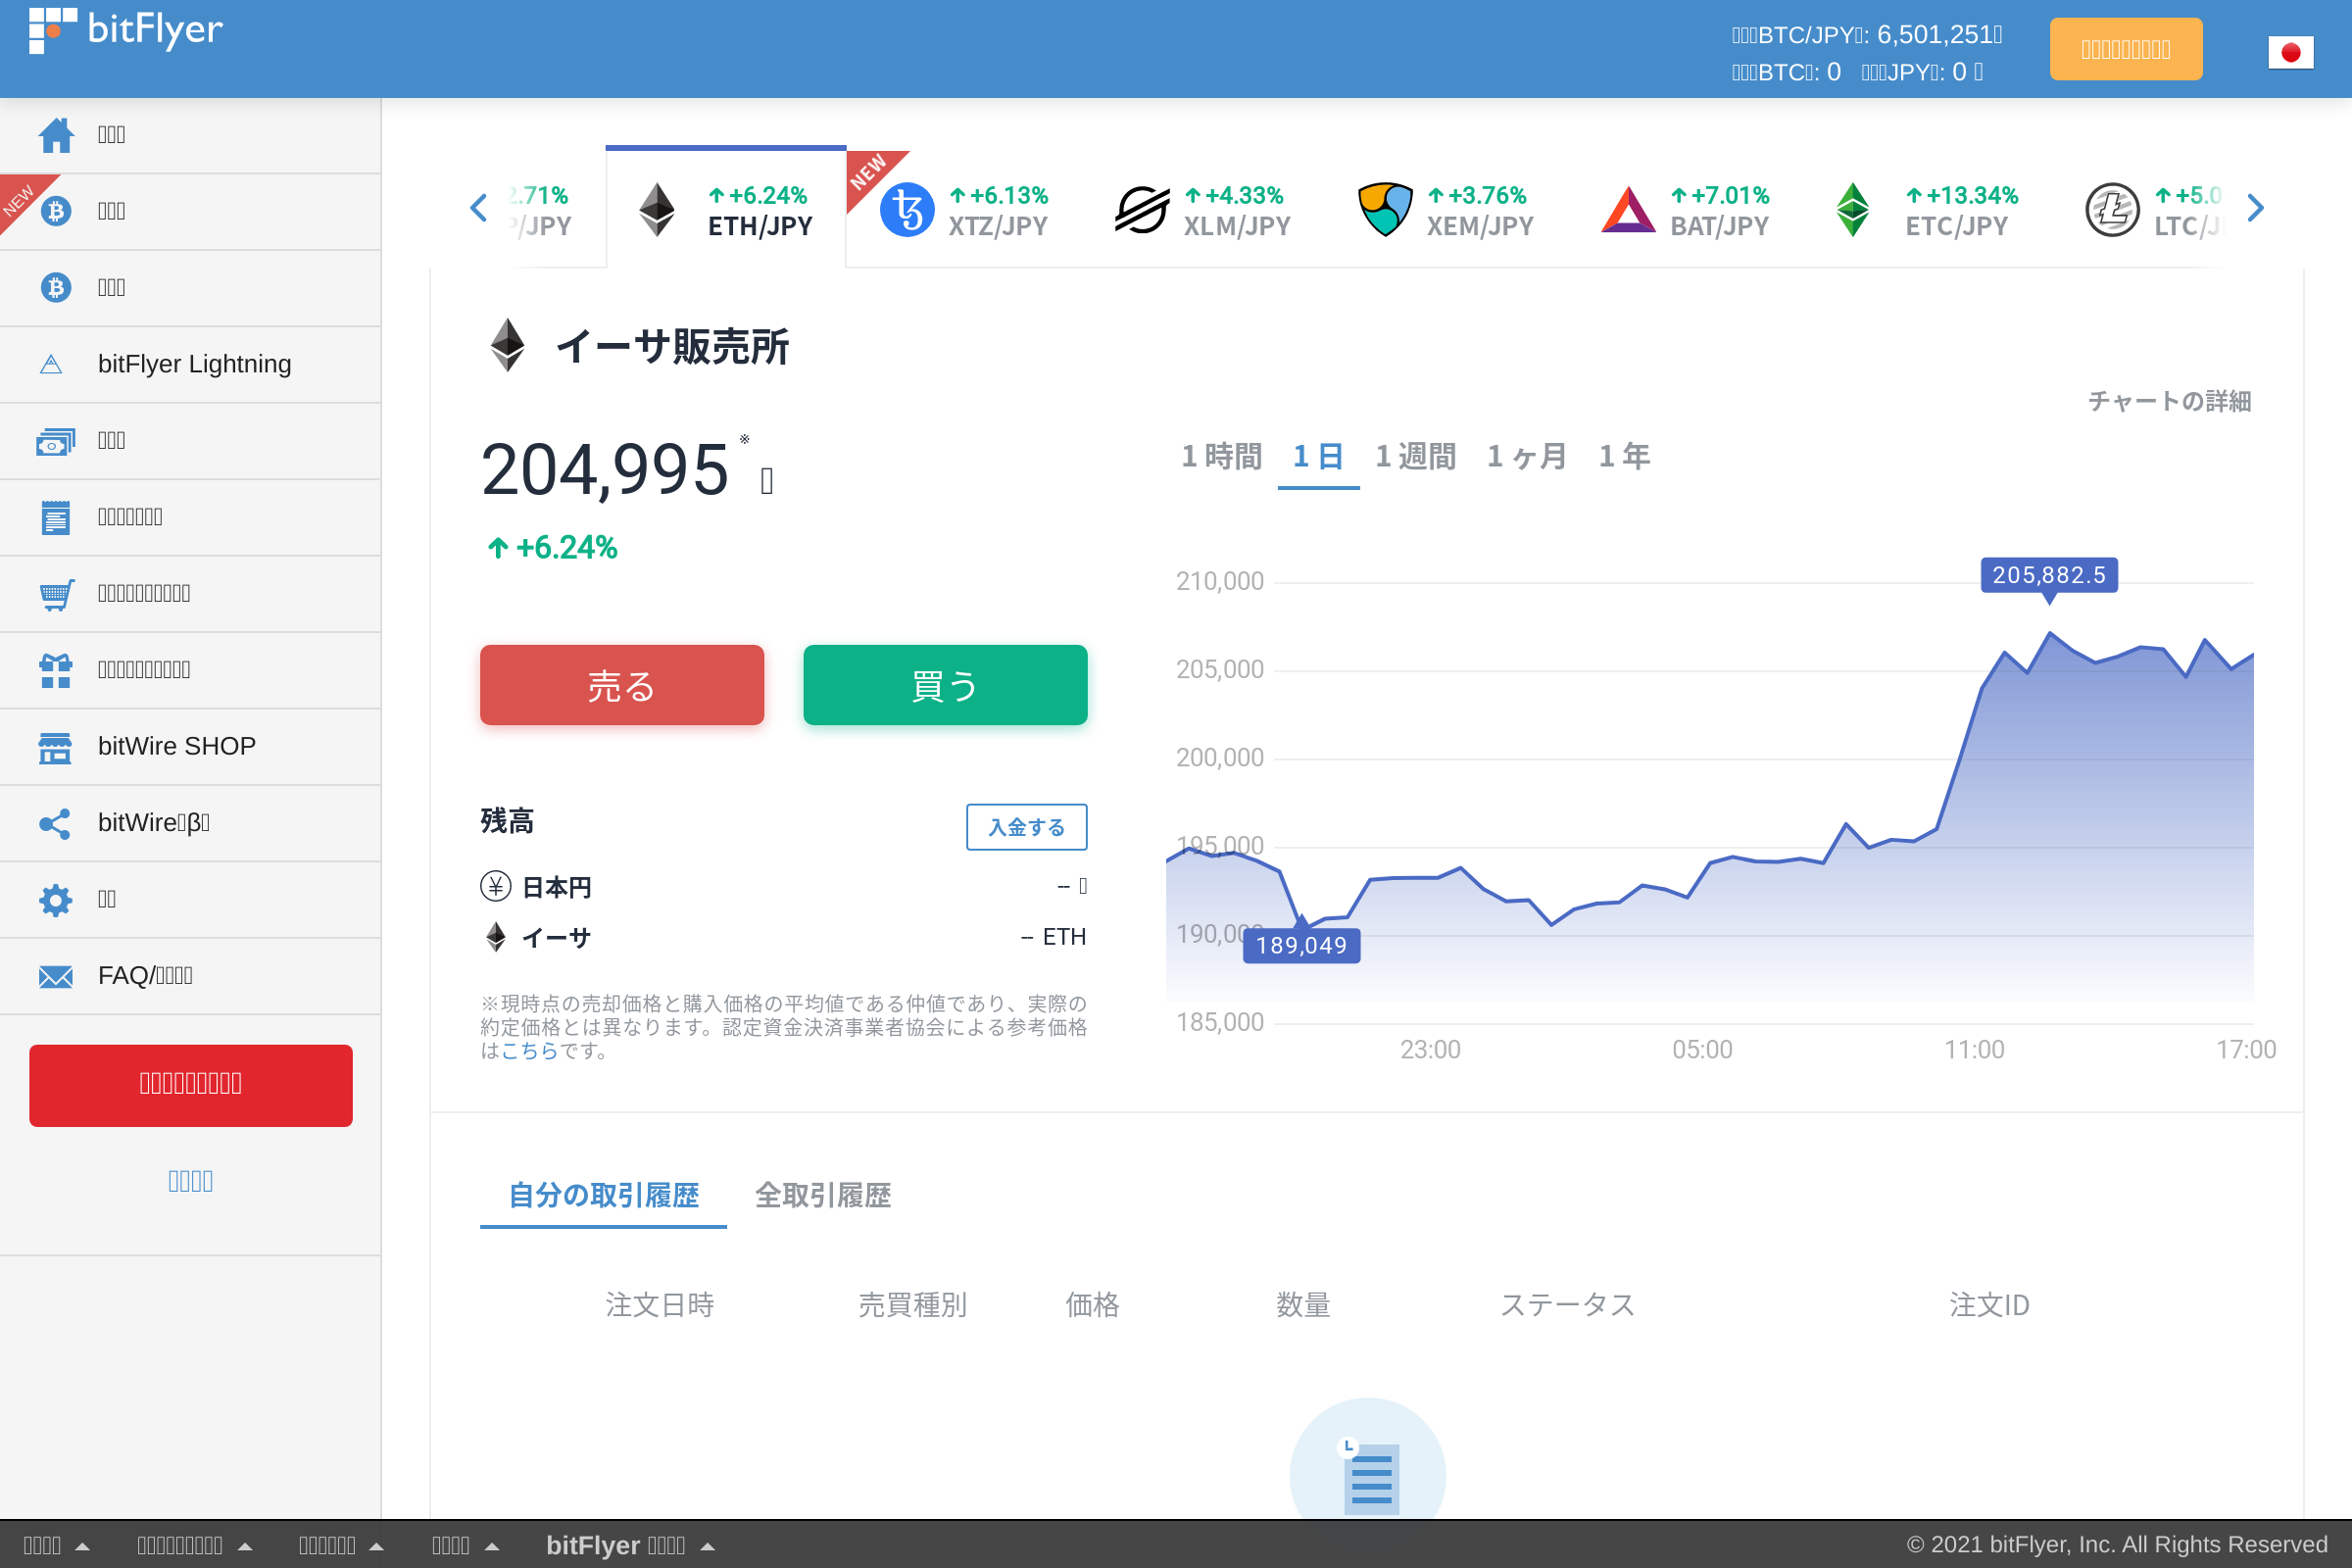 bitFlyer
BTC/JPY: 6,501,251
BTC: 0 JPY: 0
NEW
bitFlyer Lightning
bitWire SHOP
bitWire β
FAQ/
2.71%
/JPY
+6.24%
ETH/JPY
NEW
+6.13%
XTZ/JPY
+4.33%
XLM/JPY
+3.76%
XEM/JPY
+7.01%
BAT/JPY
+13.34%
ETC/JPY
+5.0
LTC/J
イーサ販売所
チャートの詳細
204,995 ※
+6.24%
1 時間 1 日 1 週間 1 ヶ月 1 年
売る 買う
残高 入金する
日本円 --
イーサ -- ETH
※現時点の売却価格と購入価格の平均値である仲値であり、実際の
約定価格とは異なります。認定資金決済事業者協会による参考価格
はこちらです。
205,882.5
210,000
205,000
200,000
195,000
190,000
189,049
185,000
23:00 05:00 11:00 17:00
自分の取引履歴 全取引履歴
注文日時 売買種別 価格 数量 ステータス 注文ID
bitFlyer
© 2021 bitFlyer, Inc. All Rights Reserved